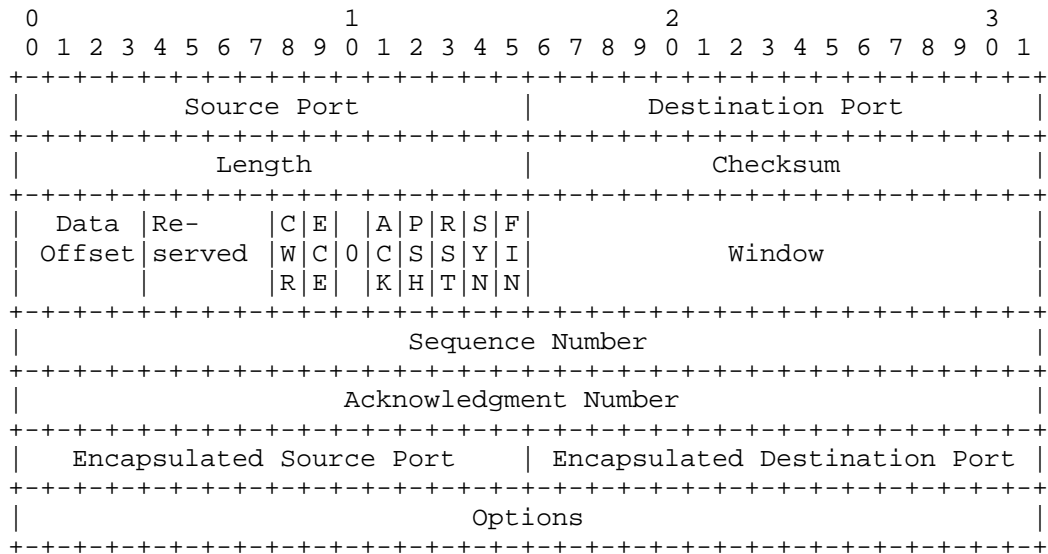 0                   1                   2                   3
 0 1 2 3 4 5 6 7 8 9 0 1 2 3 4 5 6 7 8 9 0 1 2 3 4 5 6 7 8 9 0 1
+-+-+-+-+-+-+-+-+-+-+-+-+-+-+-+-+-+-+-+-+-+-+-+-+-+-+-+-+-+-+-+-+
|          Source Port          |       Destination Port        |
+-+-+-+-+-+-+-+-+-+-+-+-+-+-+-+-+-+-+-+-+-+-+-+-+-+-+-+-+-+-+-+-+
|            Length             |           Checksum            |
+-+-+-+-+-+-+-+-+-+-+-+-+-+-+-+-+-+-+-+-+-+-+-+-+-+-+-+-+-+-+-+-+
|  Data |Re-    |C|E| |A|P|R|S|F|                               |
| Offset|served |W|C|0|C|S|S|Y|I|            Window             |
|       |       |R|E| |K|H|T|N|N|                               |
+-+-+-+-+-+-+-+-+-+-+-+-+-+-+-+-+-+-+-+-+-+-+-+-+-+-+-+-+-+-+-+-+
|                        Sequence Number                        |
+-+-+-+-+-+-+-+-+-+-+-+-+-+-+-+-+-+-+-+-+-+-+-+-+-+-+-+-+-+-+-+-+
|                    Acknowledgment Number                      |
+-+-+-+-+-+-+-+-+-+-+-+-+-+-+-+-+-+-+-+-+-+-+-+-+-+-+-+-+-+-+-+-+
|   Encapsulated Source Port    | Encapsulated Destination Port |
+-+-+-+-+-+-+-+-+-+-+-+-+-+-+-+-+-+-+-+-+-+-+-+-+-+-+-+-+-+-+-+-+
|                            Options                            |
+-+-+-+-+-+-+-+-+-+-+-+-+-+-+-+-+-+-+-+-+-+-+-+-+-+-+-+-+-+-+-+-+